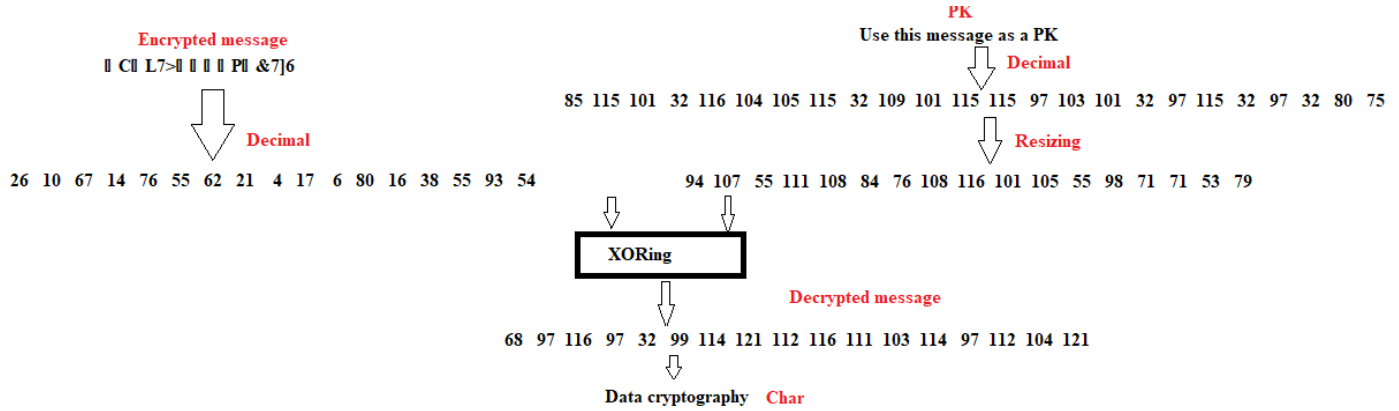 PK
Encrypted message
Use this message as a PK
▯ C▯ L7>▯ ▯ ▯ ▯ P▯ &7]6
Decimal
85 115 101 32 116 104 105 115 32 109 101 115 115 97 103 101 32 97 115 32 97 32 80 75
Decimal
Resizing
26 10 67 14 76 55 62 21 4 17 6 80 16 38 55 93 54
94 107 55 111 108 84 76 108 116 101 105 55 98 71 71 53 79
XORing
Decrypted message
68 97 116 97 32 99 114 121 112 116 111 103 114 97 112 104 121
Data cryptography Char